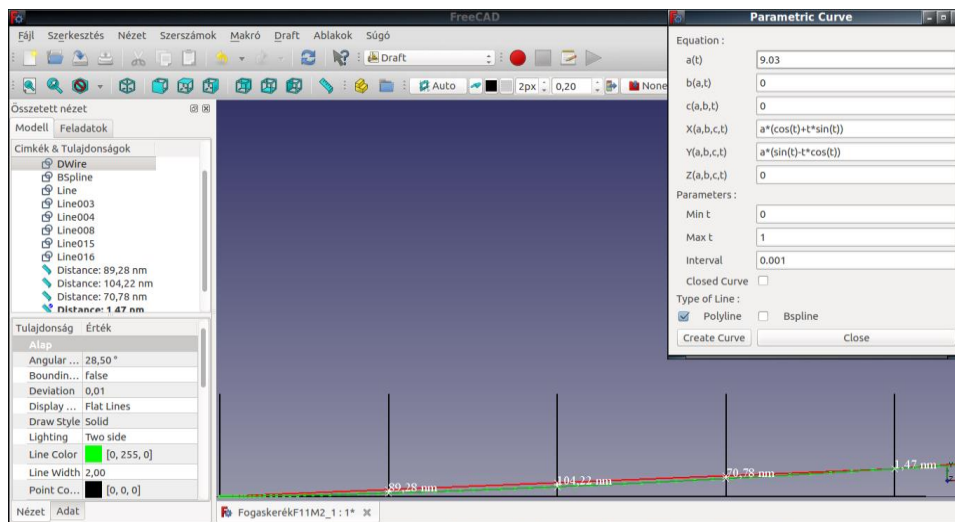 FreeCAD
Fájl Szerkesztés Nézet Szerszámok Makró Draft Ablakok Súgó
Draft
Auto 2px 0,20 None
Összetett nézet
Modell Feladatok
Cimkék & Tulajdonságok
DWire
BSpline
Line
Line003
Line004
Line008
Line015
Line016
Distance: 89,28 nm
Distance: 104,22 nm
Distance: 70,78 nm
Distance: 1,47 nm
Tulajdonság Érték
Alap
Angular ... 28,50 °
Boundin... false
Deviation 0,01
Display ... Flat Lines
Draw Style Solid
Lighting Two side
Line Color [0, 255, 0]
Line Width 2,00
Point Co... [0, 0, 0]
Nézet Adat
Parametric Curve
Equation :
a(t) 9.03
b(a,t) 0
c(a,b,t) 0
X(a,b,c,t) a*(cos(t)+t*sin(t))
Y(a,b,c,t) a*(sin(t)-t*cos(t))
Z(a,b,c,t) 0
Parameters :
Min t 0
Max t 1
Interval 0.001
Closed Curve
Type of Line :
Polyline Bspline
Create Curve Close
89,28 nm
104,22 nm
70,78 nm
1,47 nm
FogaskerékF11M2_1 : 1*